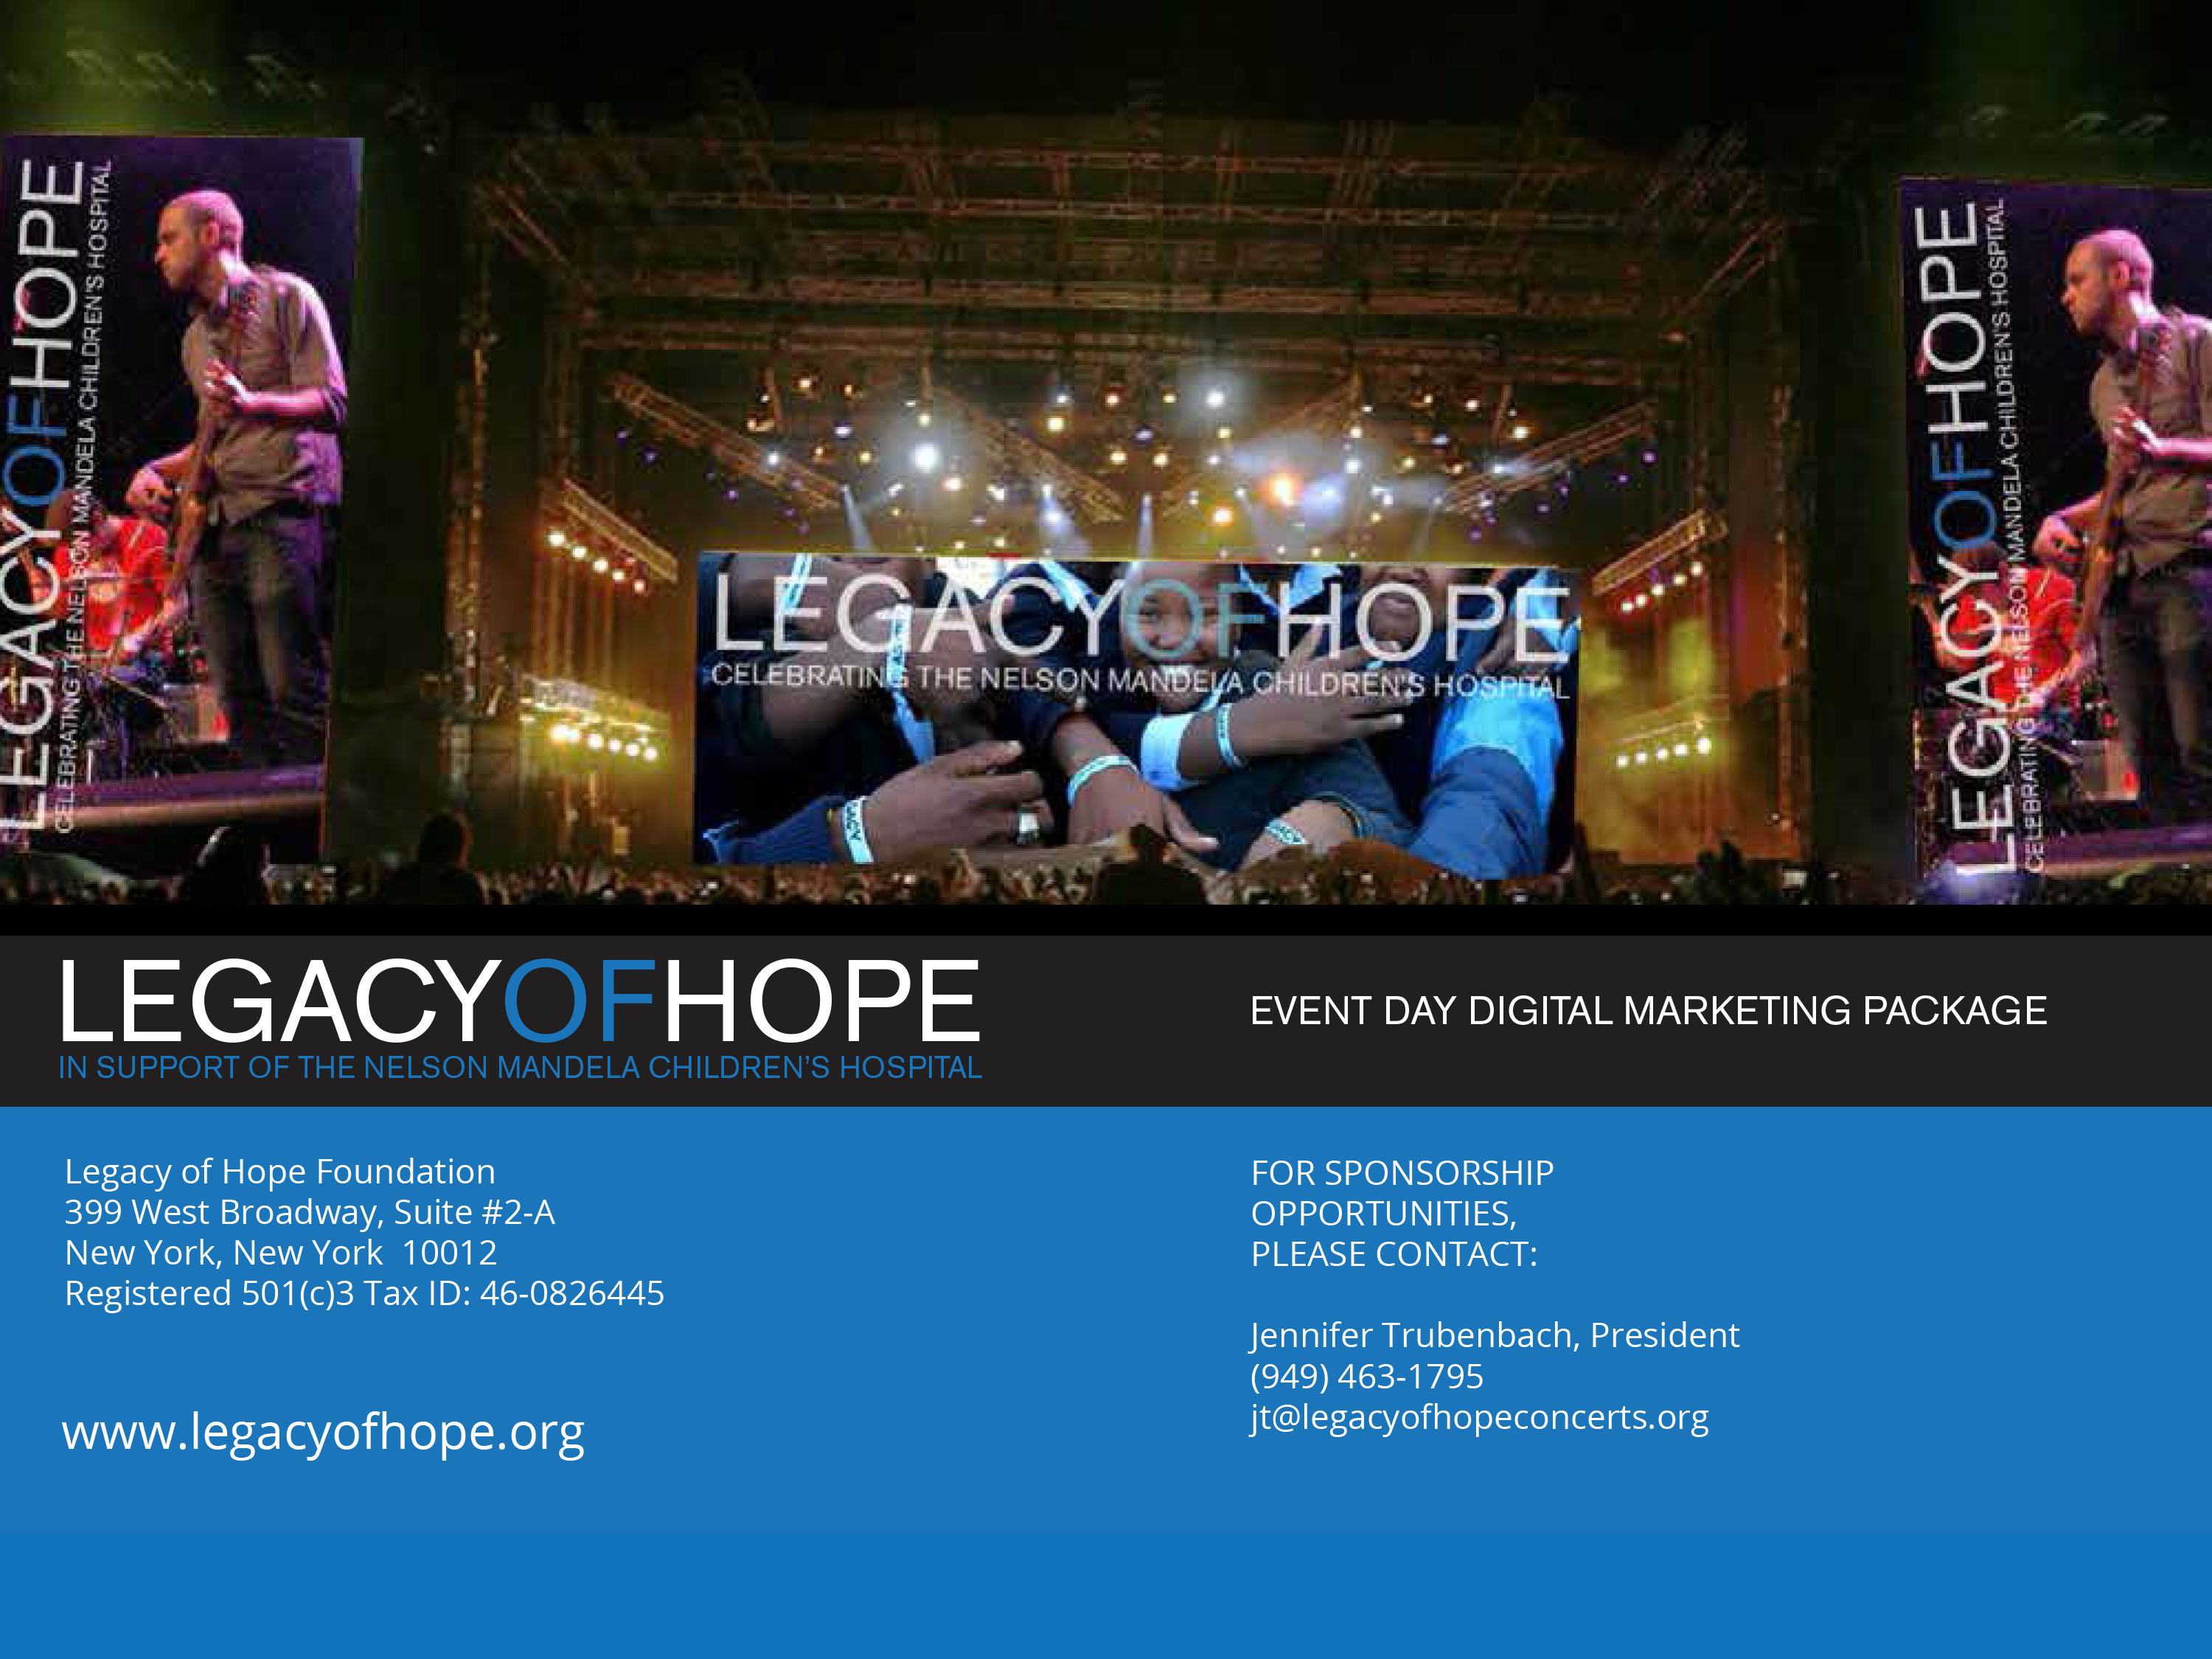 LEGACYOFHOPE
CELEBRATING THE NELSON MANDELA CHILDREN'S HOSPITAL
LEGACYOFHOPE
CELEBRATING THE NELSON MANDELA CHILDREN'S HOSPITAL
LEGACYOFHOPE
CELEBRATING THE NELSON MANDELA CHILDREN'S HOSPITAL
LEGACYOFHOPE
IN SUPPORT OF THE NELSON MANDELA CHILDREN'S HOSPITAL
EVENT DAY DIGITAL MARKETING PACKAGE
Legacy of Hope Foundation
399 West Broadway, Suite #2-A
New York, New York 10012
Registered 501(c)3 Tax ID: 46-0826445
www.legacyofhope.org
FOR SPONSORSHIP
OPPORTUNITIES,
PLEASE CONTACT:
Jennifer Trubenbach, President
(949) 463-1795
jt@legacyofhopeconcerts.org